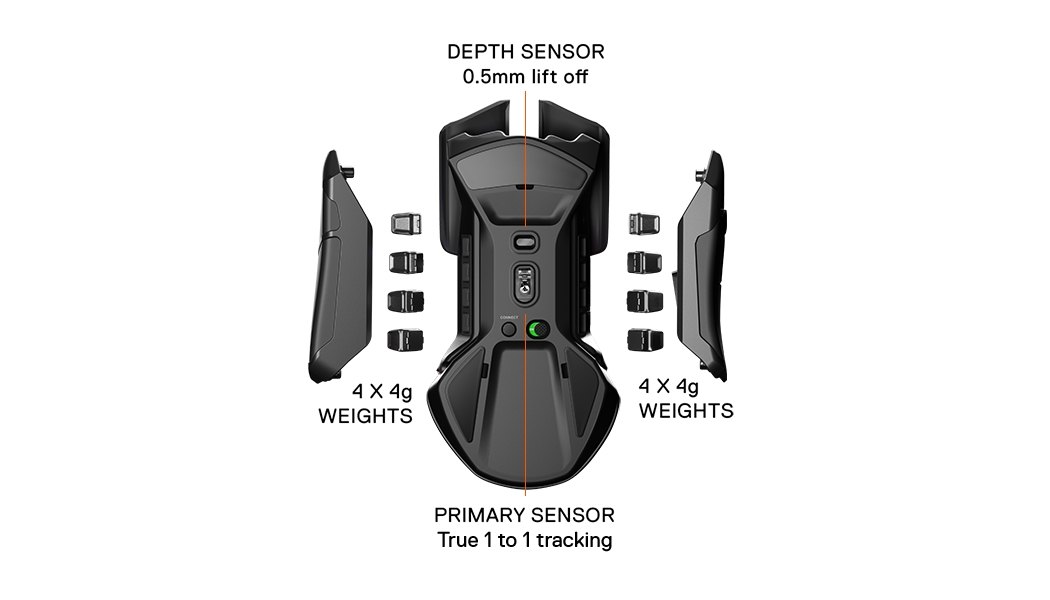 DEPTH SENSOR
0.5mm lift off
CONNECT
4 X 4g
WEIGHTS
4 X 4g
WEIGHTS
PRIMARY SENSOR
True 1 to 1 tracking